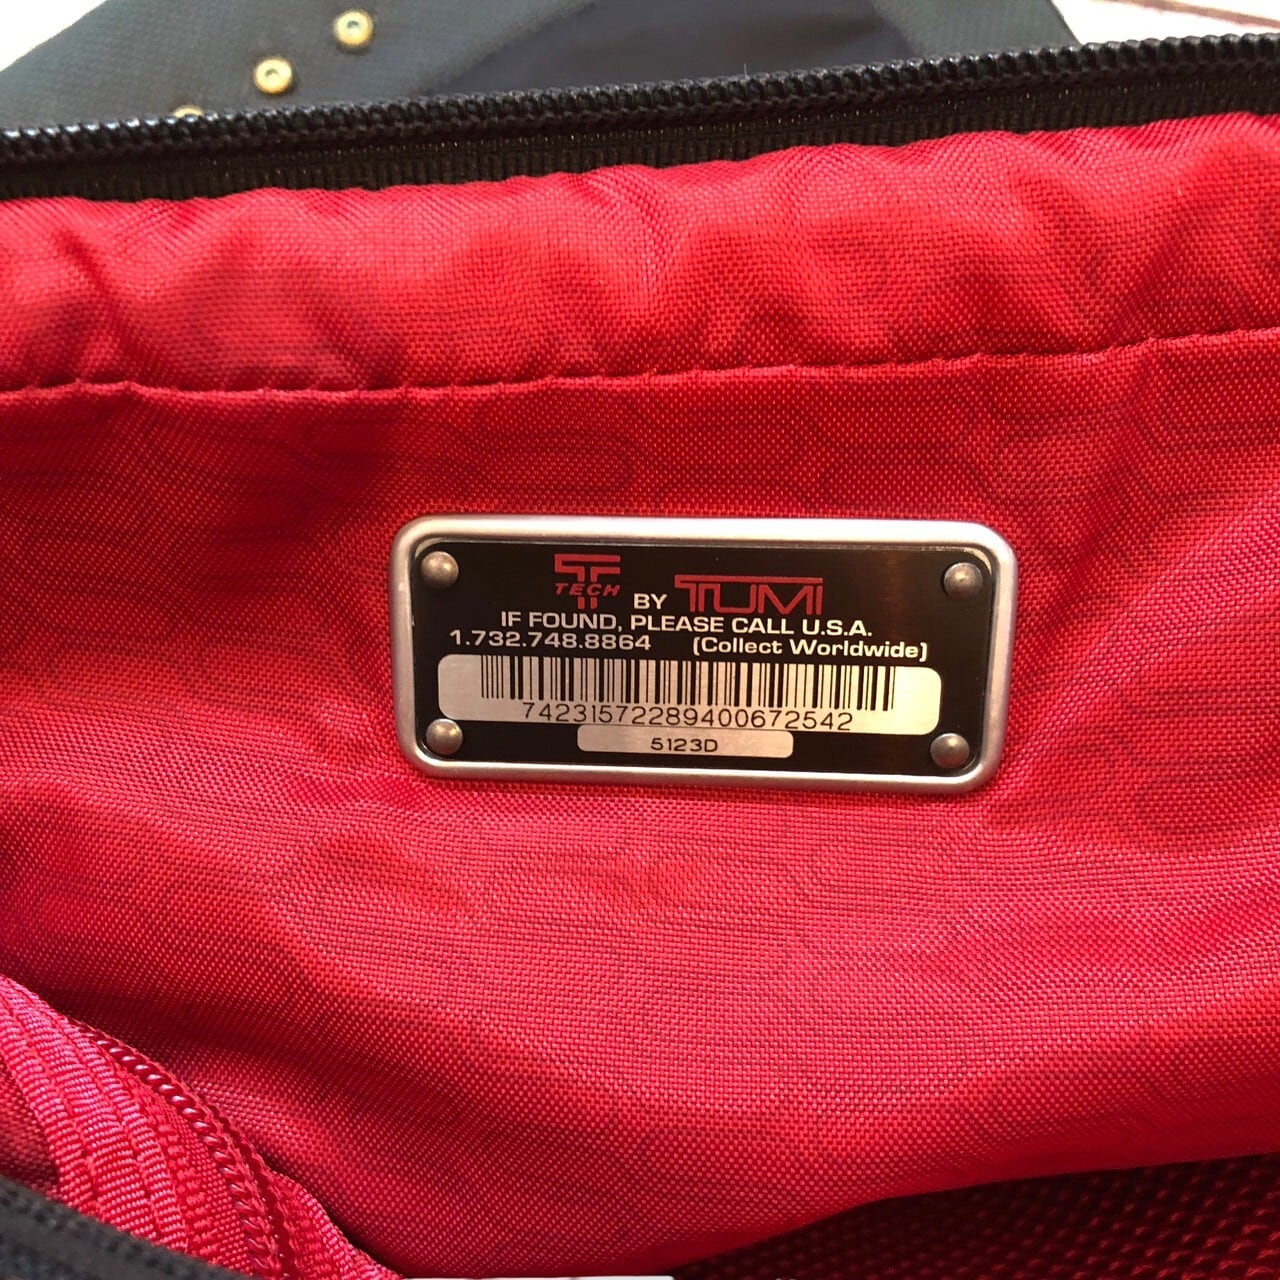 T TECH BY TUMI
IF FOUND, PLEASE CALL U.S.A.
1.732.748.8864 (Collect Worldwide)
74231572289400672542
5123D